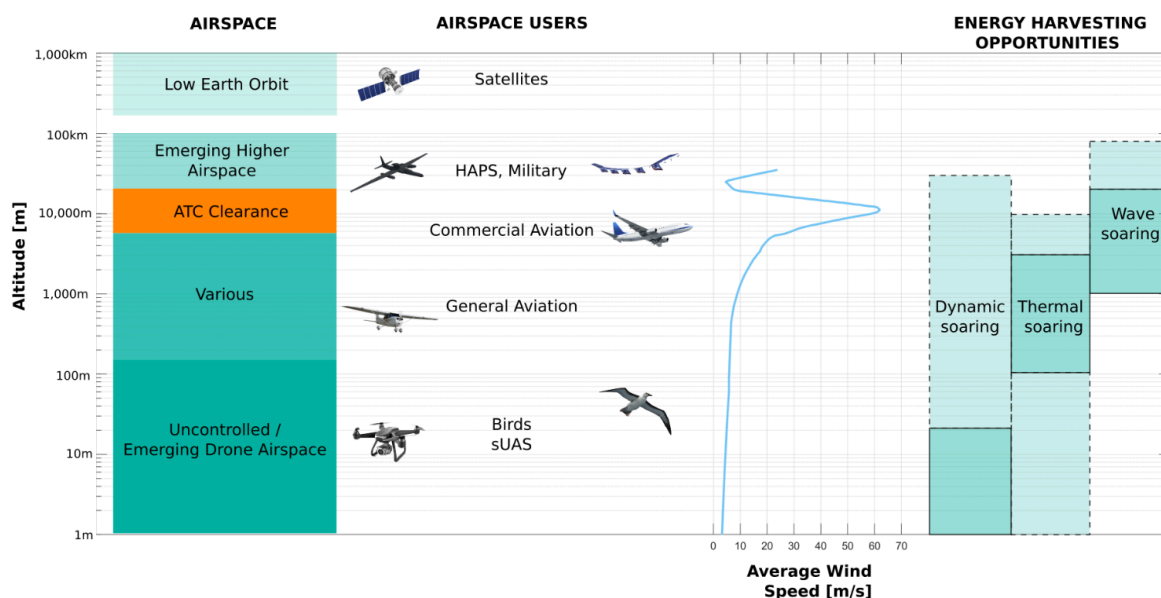 AIRSPACE
AIRSPACE USERS
ENERGY HARVESTING
OPPORTUNITIES
Altitude [m]
1,000km
100km
10,000m
1,000m
100m
10m
1m
Low Earth Orbit
Emerging Higher
Airspace
ATC Clearance
Various
Uncontrolled /
Emerging Drone Airspace
Satellites
HAPS, Military
Commercial Aviation
General Aviation
Birds
sUAS
0 10 20 30 40 50 60 70
Average Wind
Speed [m/s]
Dynamic
soaring
Thermal
soaring
Wave
soaring